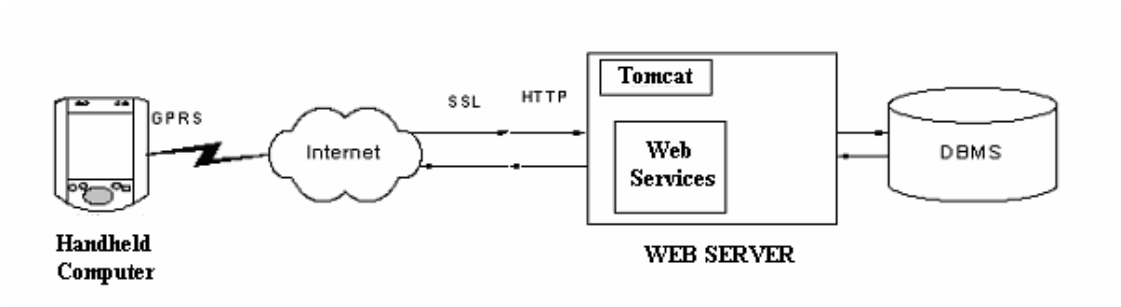 GPRS
Handheld
Computer
Internet
SSL
HTTP
Tomcat
Web
Services
WEB SERVER
DBMS